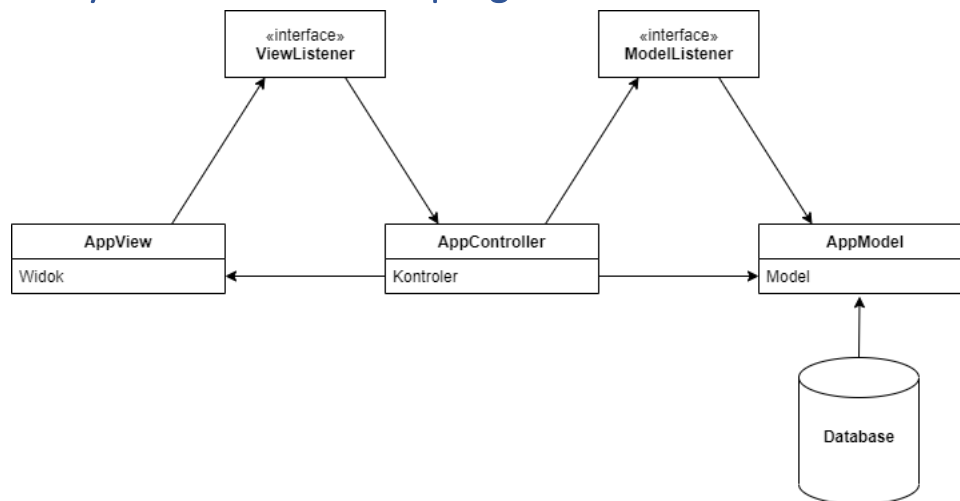 «interface»
ViewListener
«interface»
ModelListener
AppView
Widok
AppController
Kontroler
AppModel
Model
Database